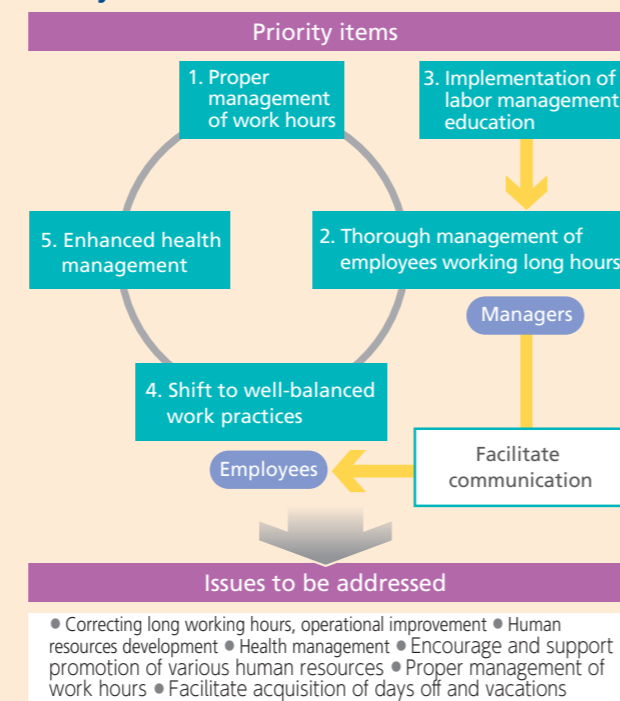 Priority items
1. Proper
management
of work hours
3. Implementation of
labor management
education
5. Enhanced health
management
2. Thorough management of
employees working long hours
Managers
4. Shift to well-balanced
work practices
Facilitate
communication
Employees
Issues to be addressed
● Correcting long working hours, operational improvement ● Human
resources development ● Health management ● Encourage and support
promotion of various human resources ● Proper management of
work hours ● Facilitate acquisition of days off and vacations